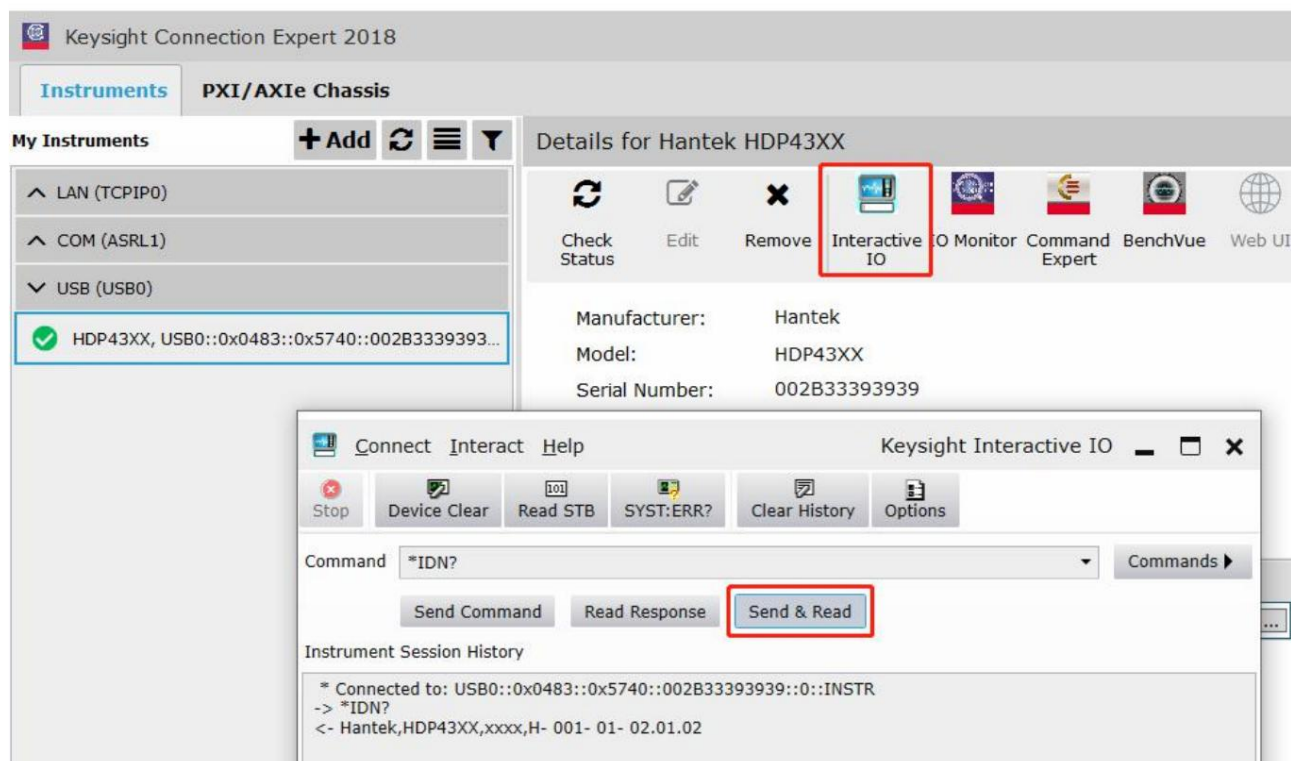 Keysight Connection Expert 2018
Instruments PXI/AXIe Chassis
My Instruments
Add
LAN (TCPIP0)
COM (ASRL1)
USB (USB0)
HDP43XX, USB0::0x0483::0x5740::002B3339393...
Details for Hantek HDP43XX
Check Status
Edit
Remove
Interactive IO
IO Monitor
Command Expert
BenchVue
Web UI
Manufacturer: Hantek
Model: HDP43XX
Serial Number: 002B33393939
Connect Interact Help
Keysight Interactive IO
Stop
Device Clear
101
Read STB
SYST:ERR?
Clear History
Options
Command *IDN?
Commands
Send Command Read Response Send & Read
...
Instrument Session History
* Connected to: USB0::0x0483::0x5740::002B33393939::0::INSTR
-> *IDN?
<- Hantek,HDP43XX,xxxx,H- 001- 01- 02.01.02